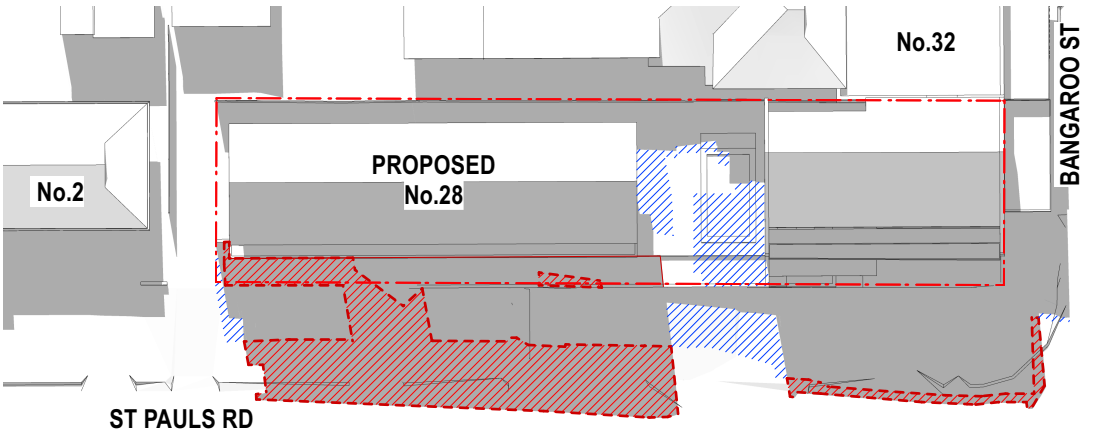 No.32
BANGAROO ST
PROPOSED
No.28
No.2
ST PAULS RD